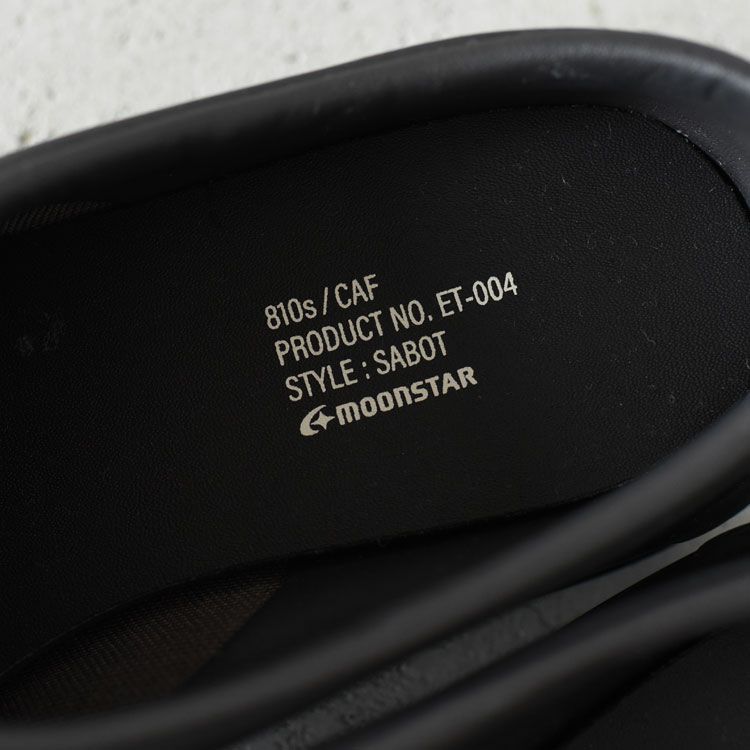 810s / CAF
PRODUCT NO. ET-004
STYLE : SABOT
MOONSTAR